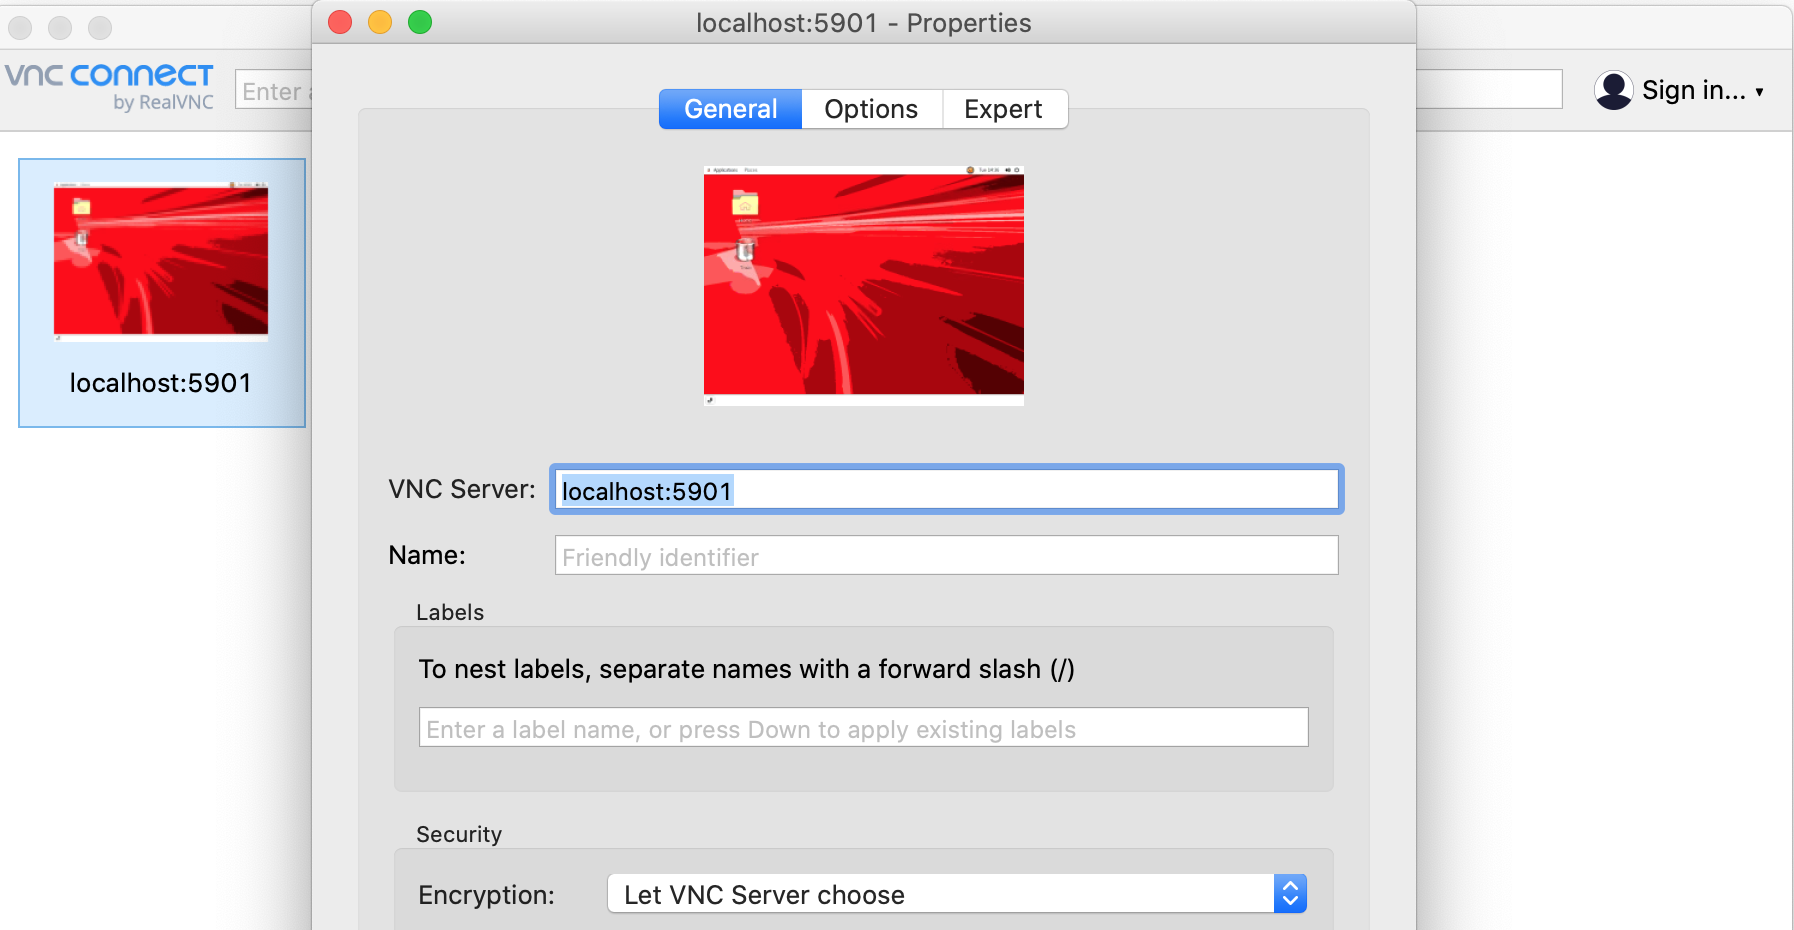 localhost:5901 - Properties
vnc connect
by RealVNC
Enter a
Sign in...
General
Options
Expert
Applications Places
localhost:5901
VNC Server:
localhost:5901
Name:
Friendly identifier
Labels
To nest labels, separate names with a forward slash (/)
Enter a label name, or press Down to apply existing labels
Security
Encryption:
Let VNC Server choose